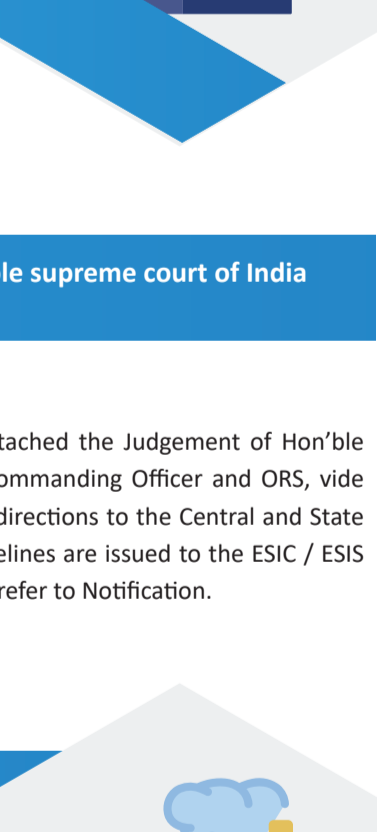 le supreme court of India
tached the Judgement of Hon’ble
ommanding Officer and ORS, vide
directions to the Central and State
elines are issued to the ESIC / ESIS
refer to Notification.